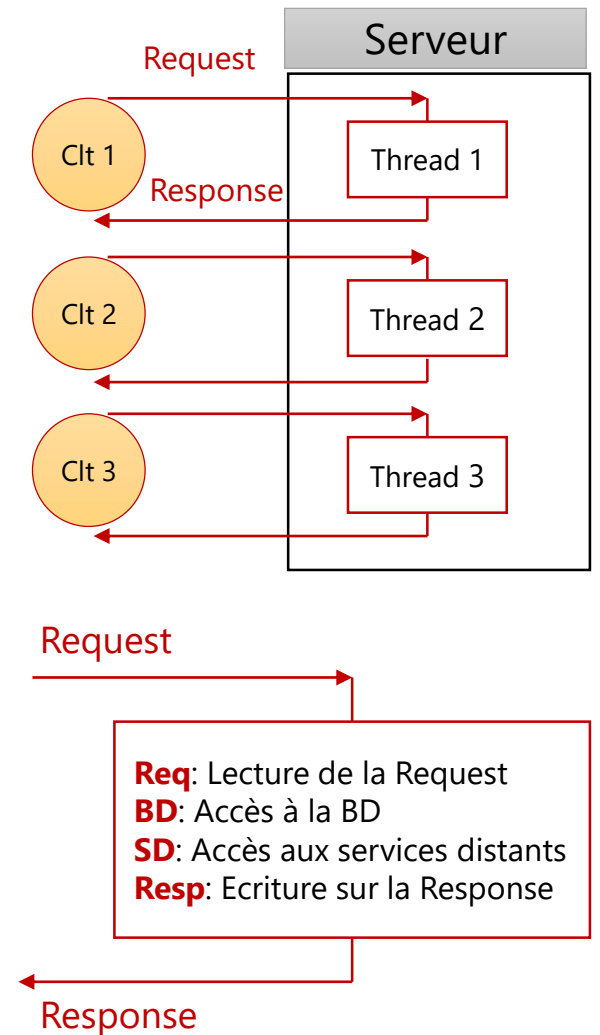 Serveur
Request
Clt 1
Thread 1
Response
Clt 2
Thread 2
Clt 3
Thread 3
Request
Req: Lecture de la Request
BD: Accès à la BD
SD: Accès aux services distants
Resp: Ecriture sur la Response
Response